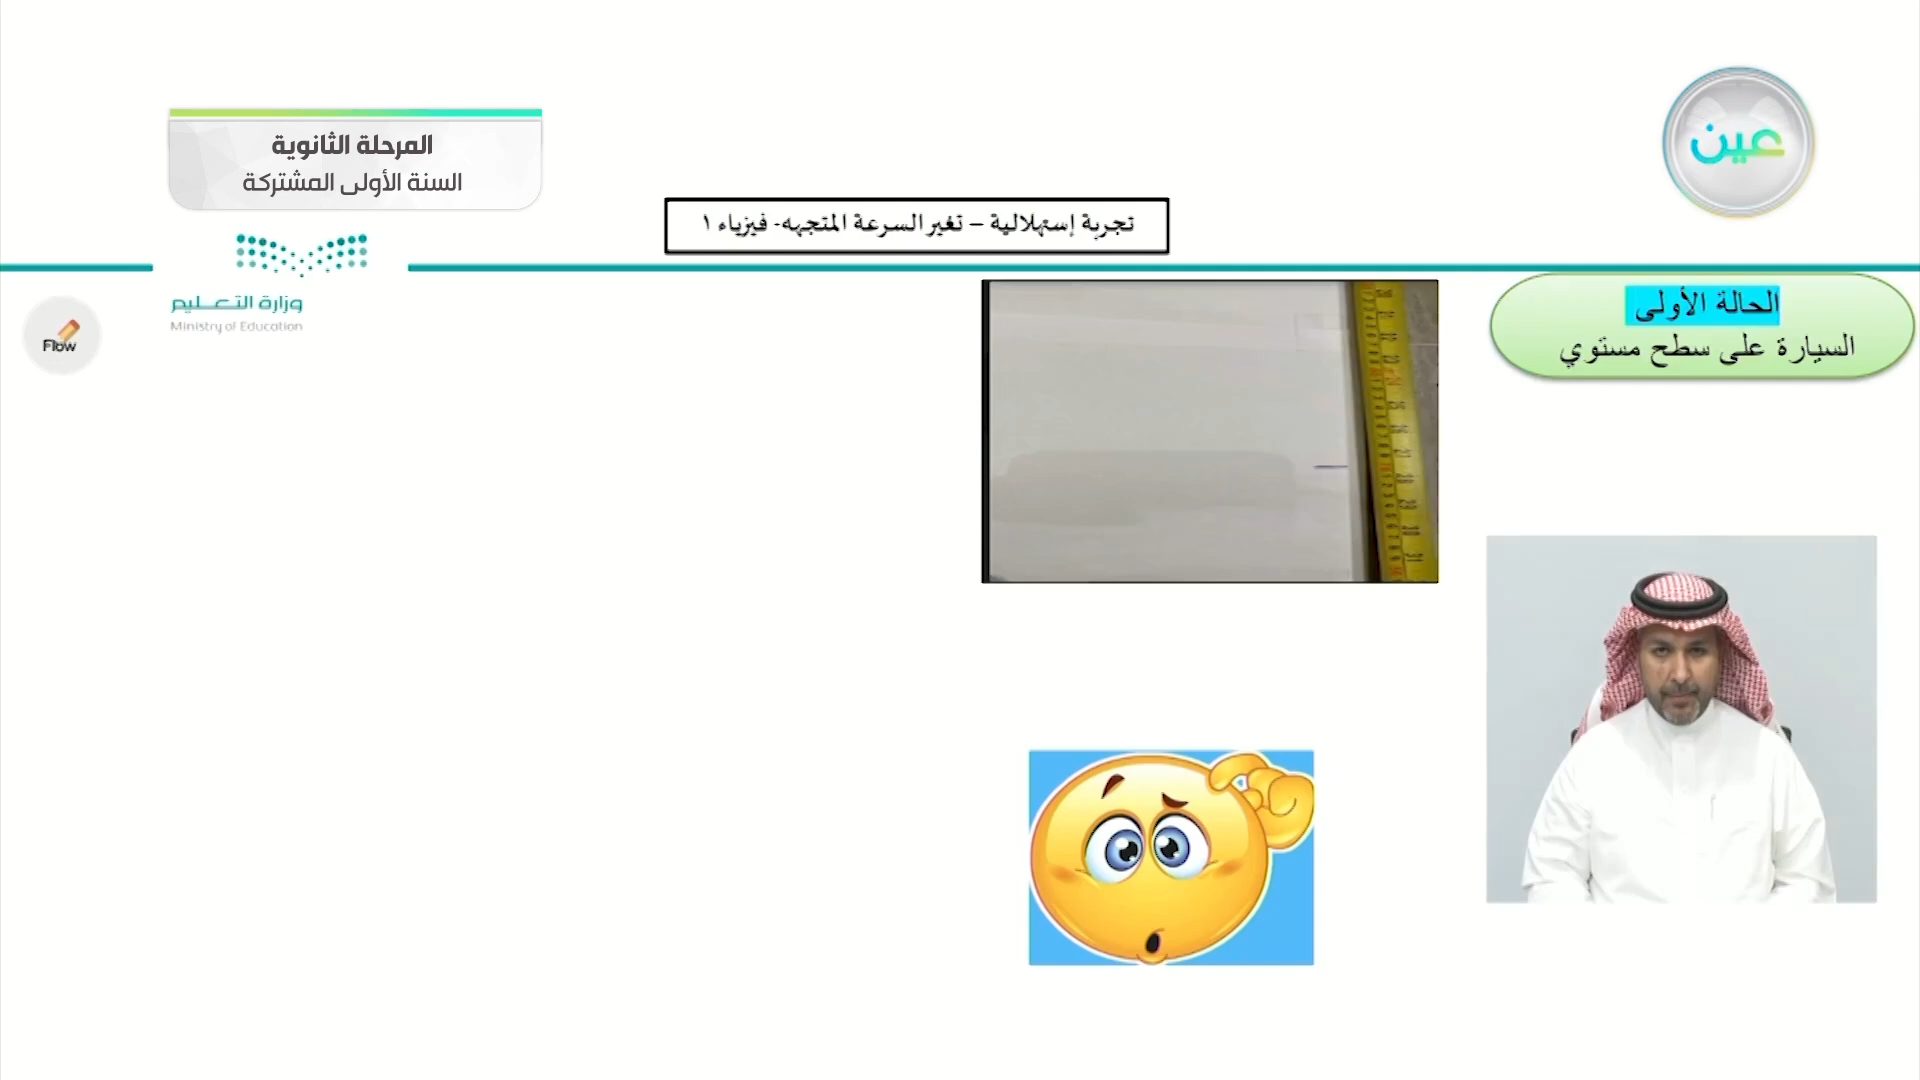 المرحلة الثانوية
السنة الأولى المشتركة
عين
تجربة إستهلالية – تغير السرعة المتجهه- فيزياء ١
وزارة التعليم
Ministry of Education
Flow
الحالة الأولى
السيارة على سطح مستوي